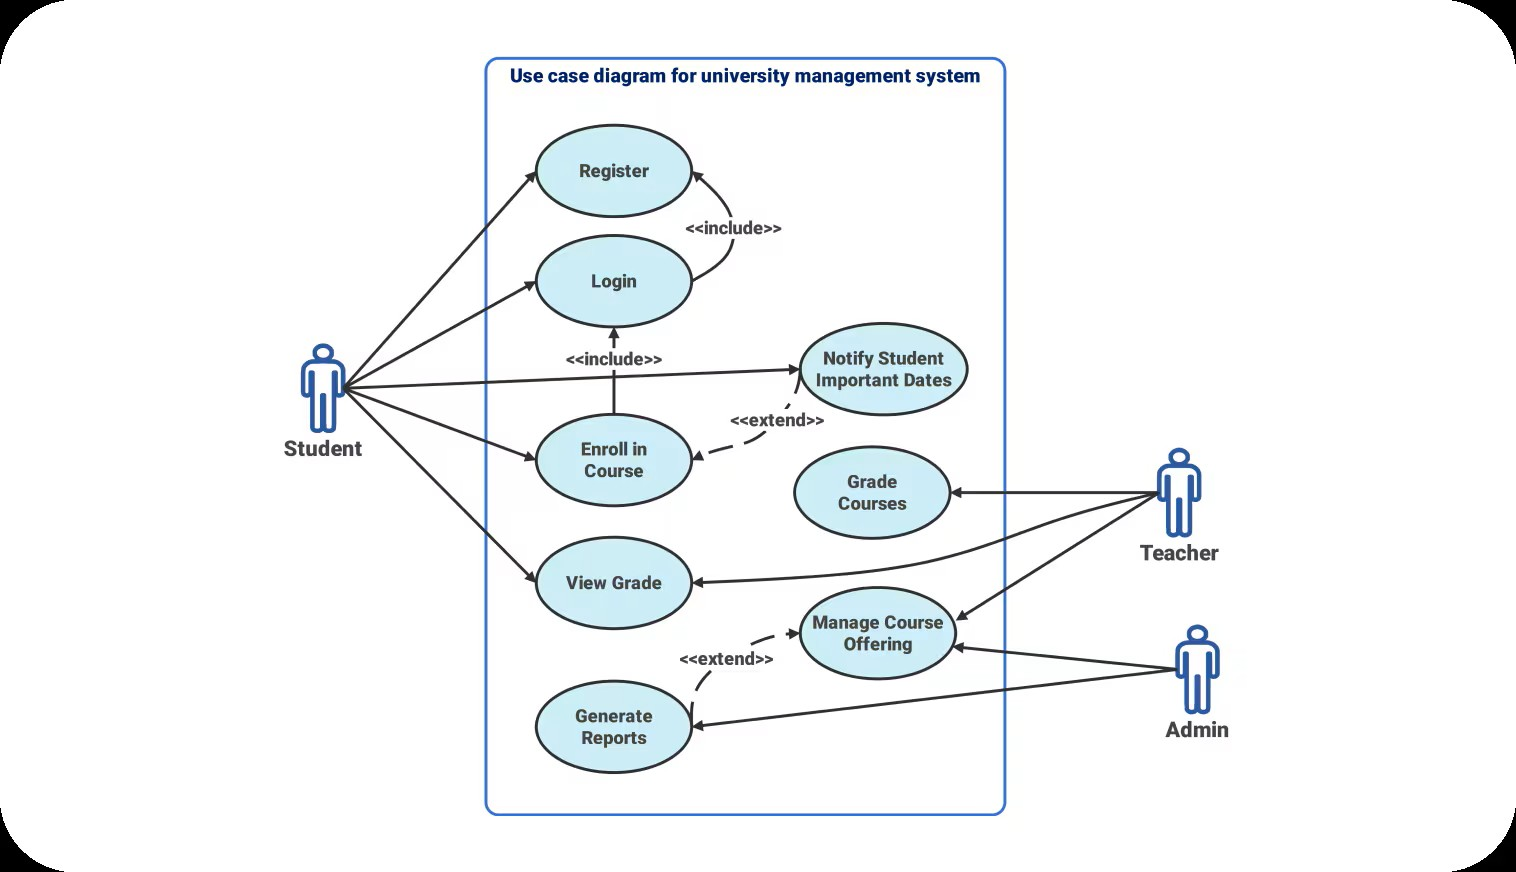 Use case diagram for university management system
Register
<<include>>
Login
<<include>>
Notify Student
Important Dates
<<extend>>
Student
Enroll in
Course
Grade
Courses
Teacher
View Grade
Manage Course
Offering
<<extend>>
Generate
Reports
Admin